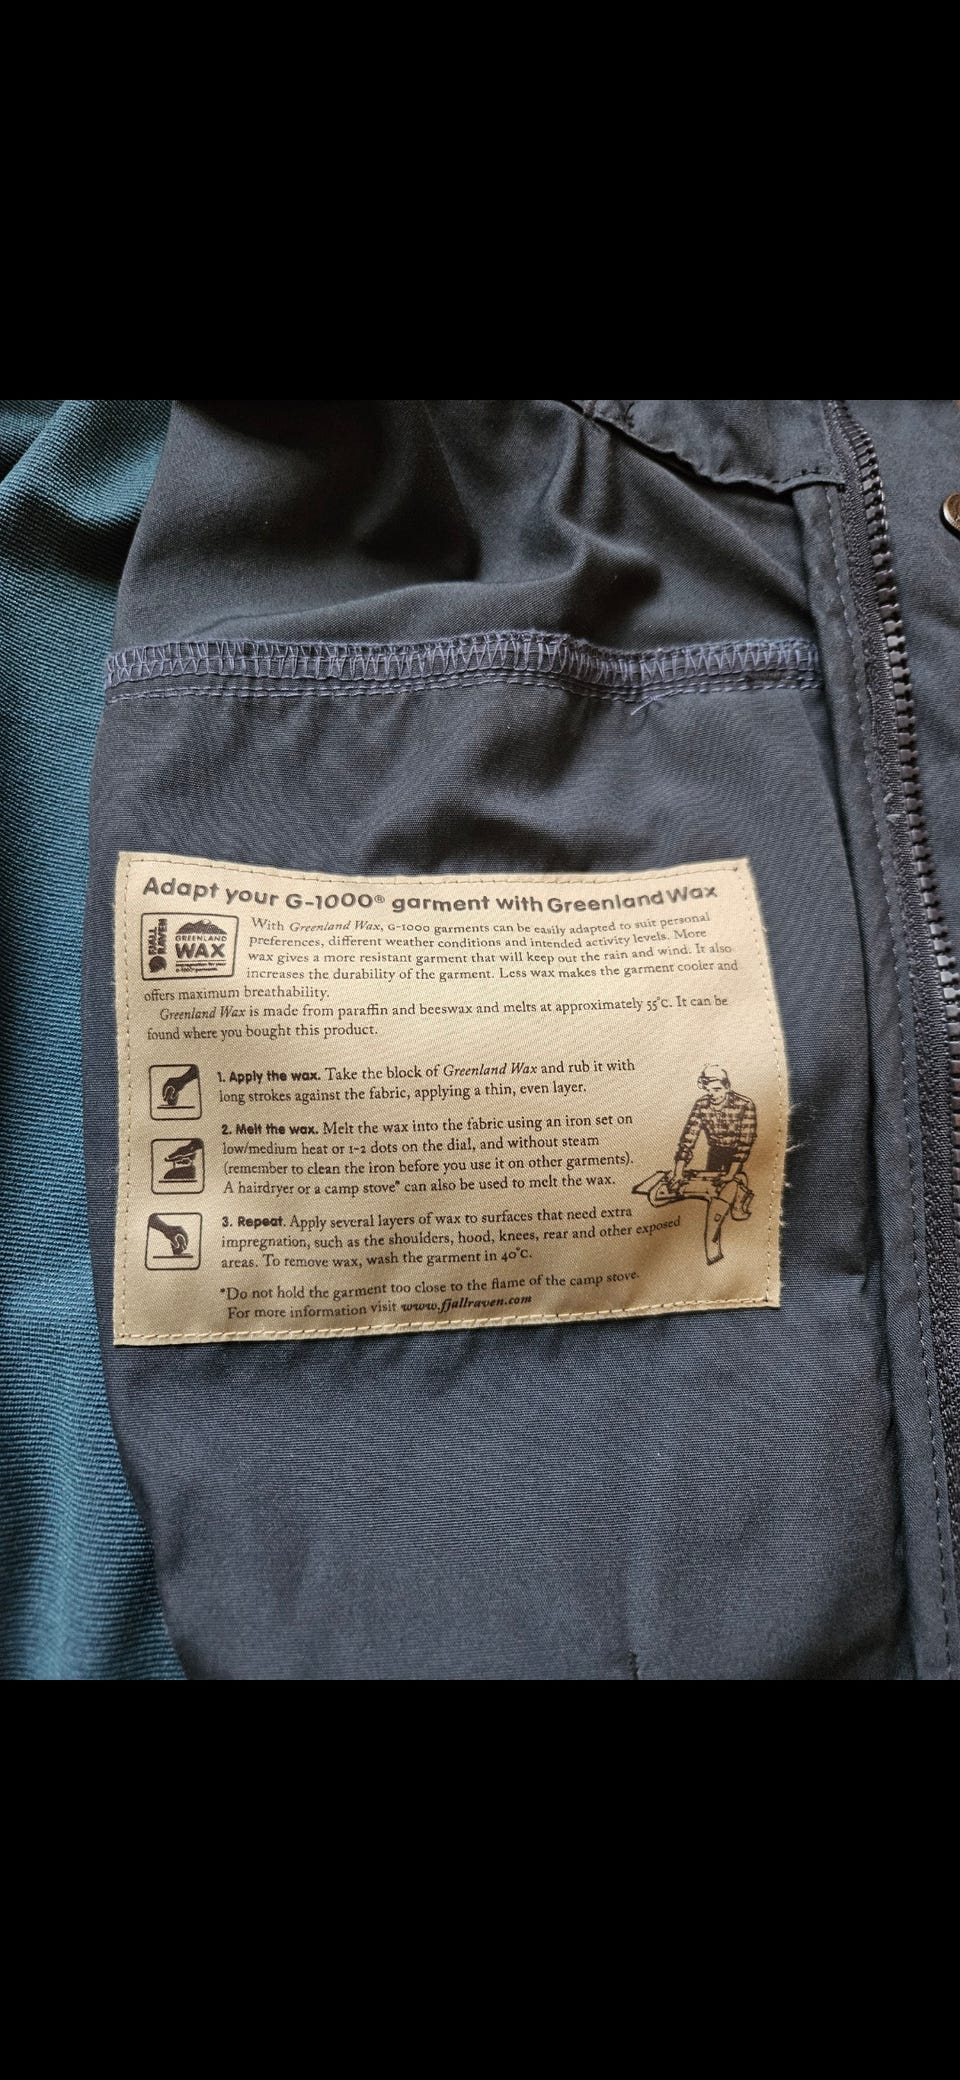 Adapt your G-1000® garment with Greenland Wax
FJÄLL
RÄVEN
GREENLAND
WAX
With Greenland Wax, G-1000 garments can be easily adapted to suit personal
preferences, different weather conditions and intended activity levels. More
wax gives a more resistant garment that will keep out the rain and wind. It also
increases the durability of the garment. Less wax makes the garment cooler and
offers maximum breathability.
Greenland Wax is made from paraffin and beeswax and melts at approximately 55°C. It can be
found where you bought this product.
1. Apply the wax. Take the block of Greenland Wax and rub it with
long strokes against the fabric, applying a thin, even layer.
2. Melt the wax. Melt the wax into the fabric using an iron set on
low/medium heat or 1-2 dots on the dial, and without steam
(remember to clean the iron before you use it on other garments).
A hairdryer or a camp stove* can also be used to melt the wax.
3. Repeat. Apply several layers of wax to surfaces that need extra
impregnation, such as the shoulders, hood, knees, rear and other exposed
areas. To remove wax, wash the garment in 40°C.
*Do not hold the garment too close to the flame of the camp stove.
For more information visit www.fjallraven.com